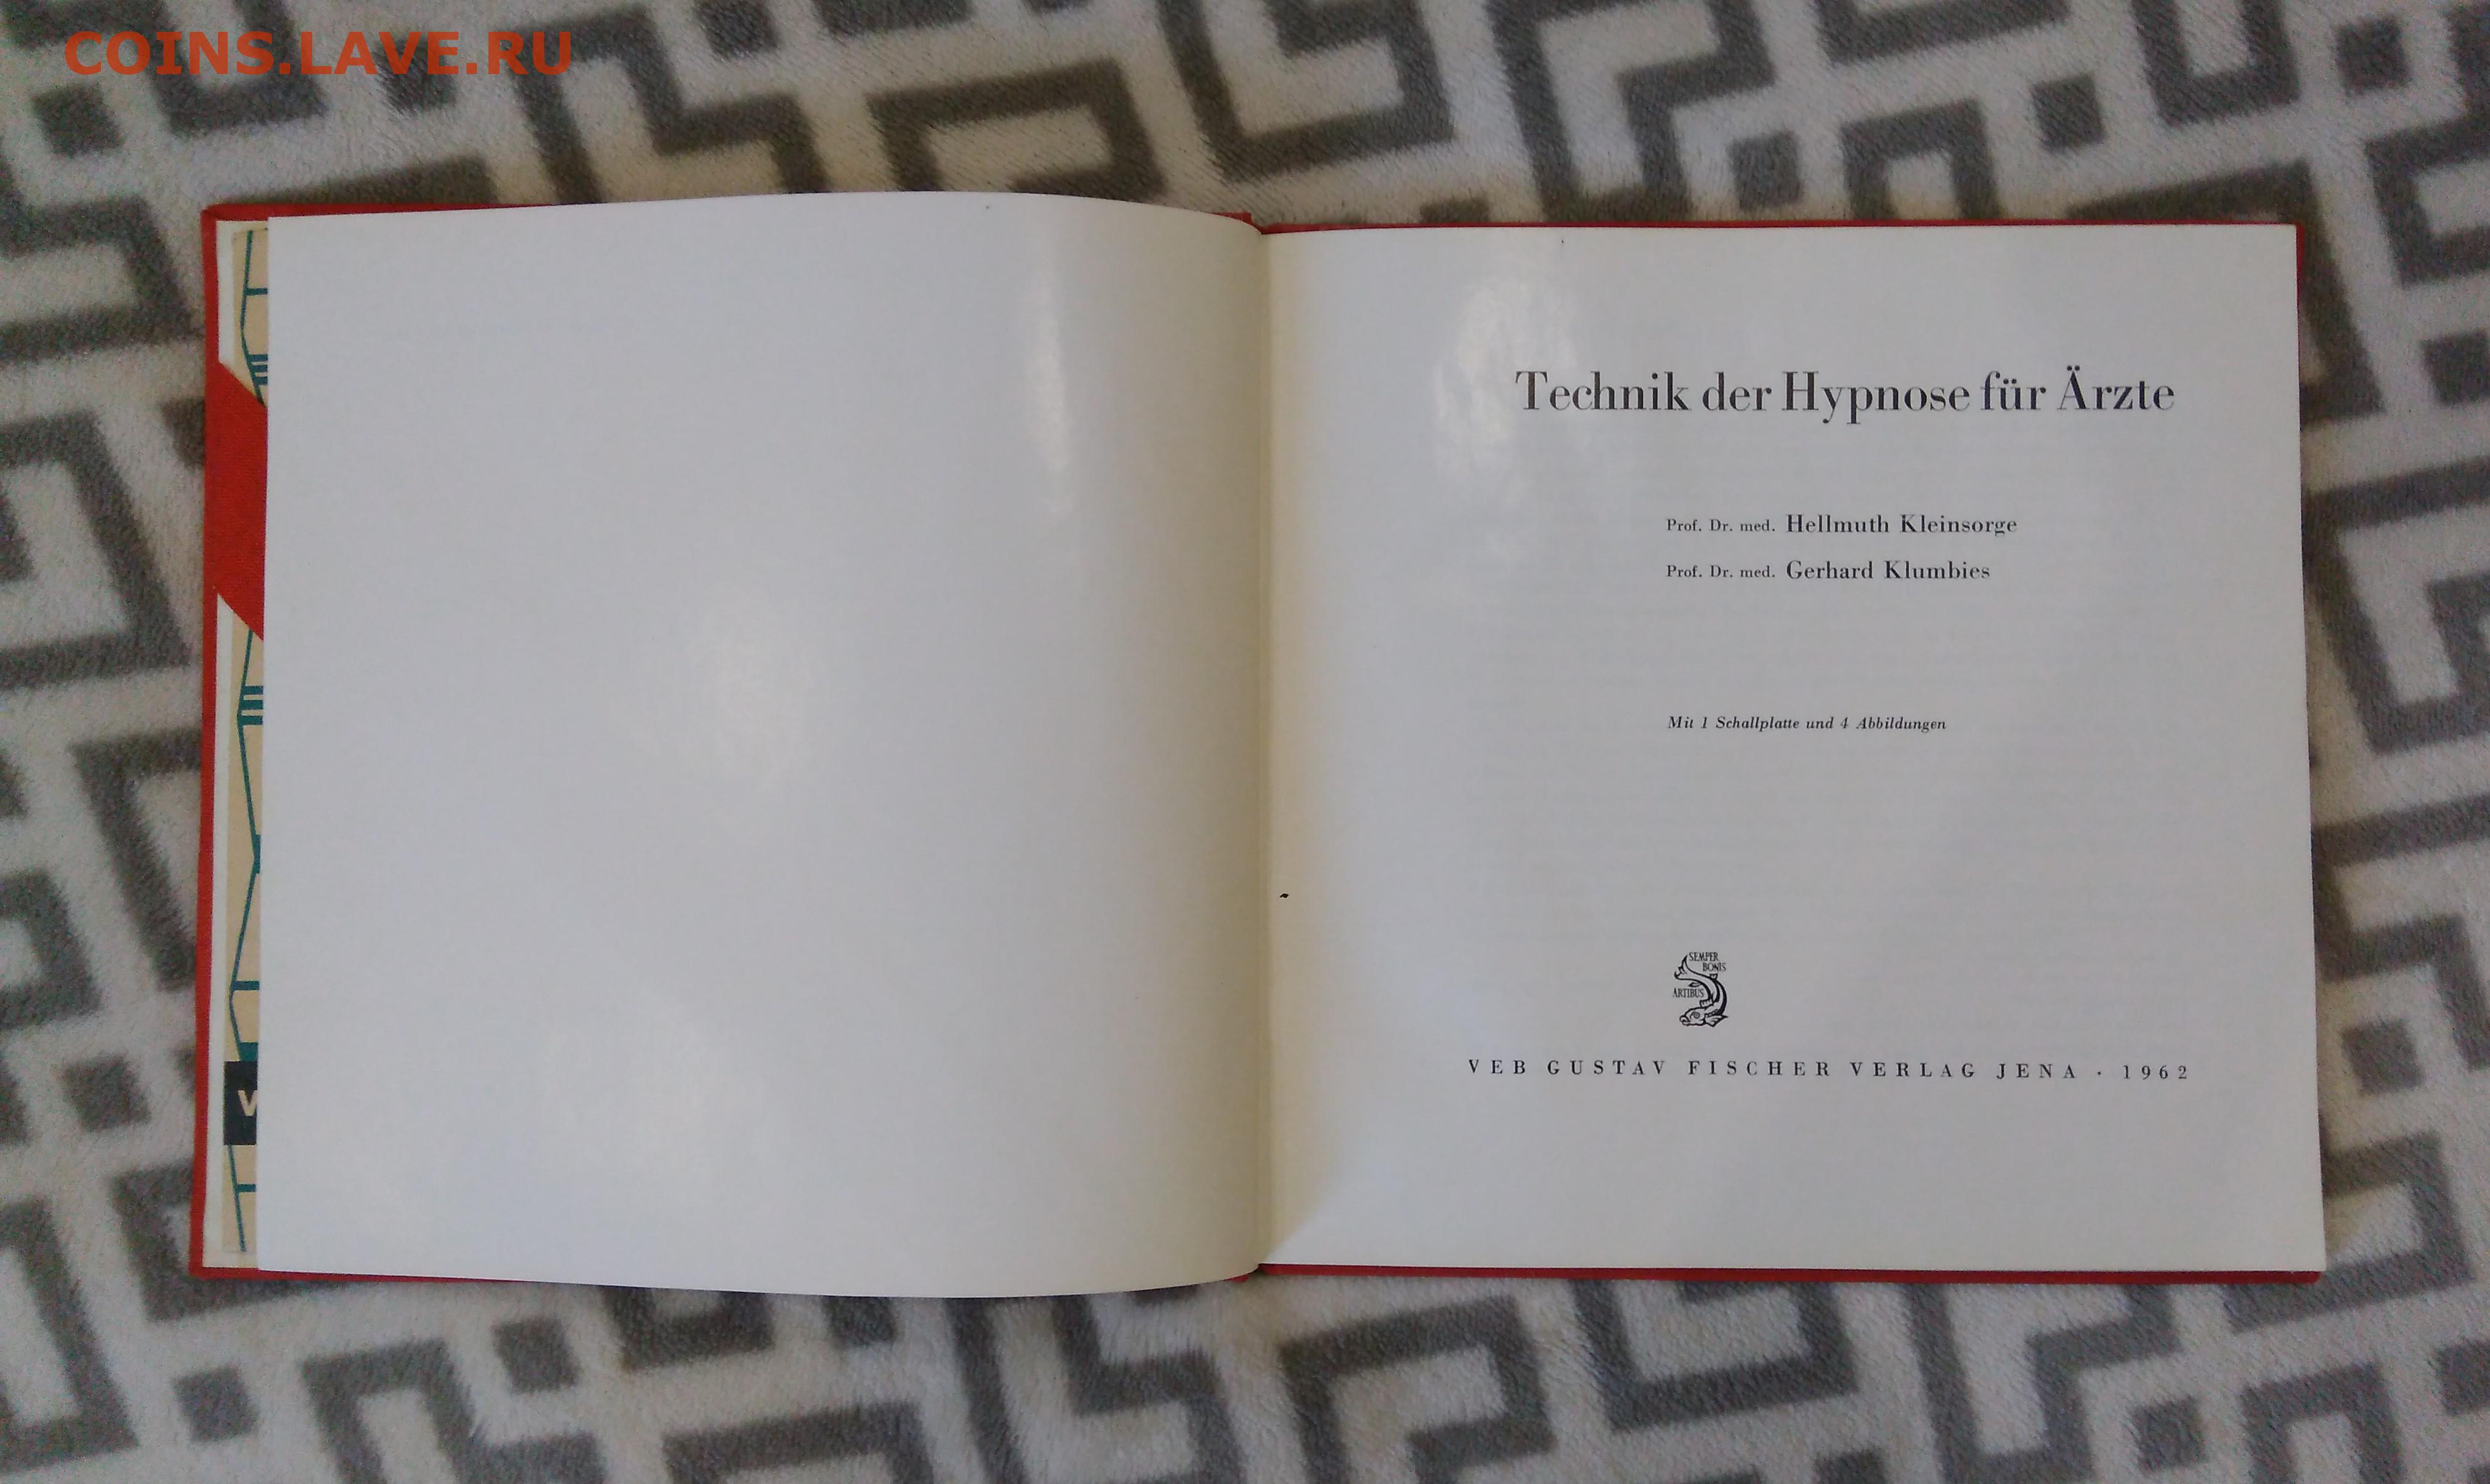 COINS.LAVE.RU
Technik der Hypnose für Ärzte
Prof. Dr. med. Hellmuth Kleinsorge
Prof. Dr. med. Gerhard Klumbies
Mit 1 Schallplatte und 4 Abbildungen
SEMPER
BONIS
ARTIBUS
VEB GUSTAV FISCHER VERLAG JENA · 1962
V